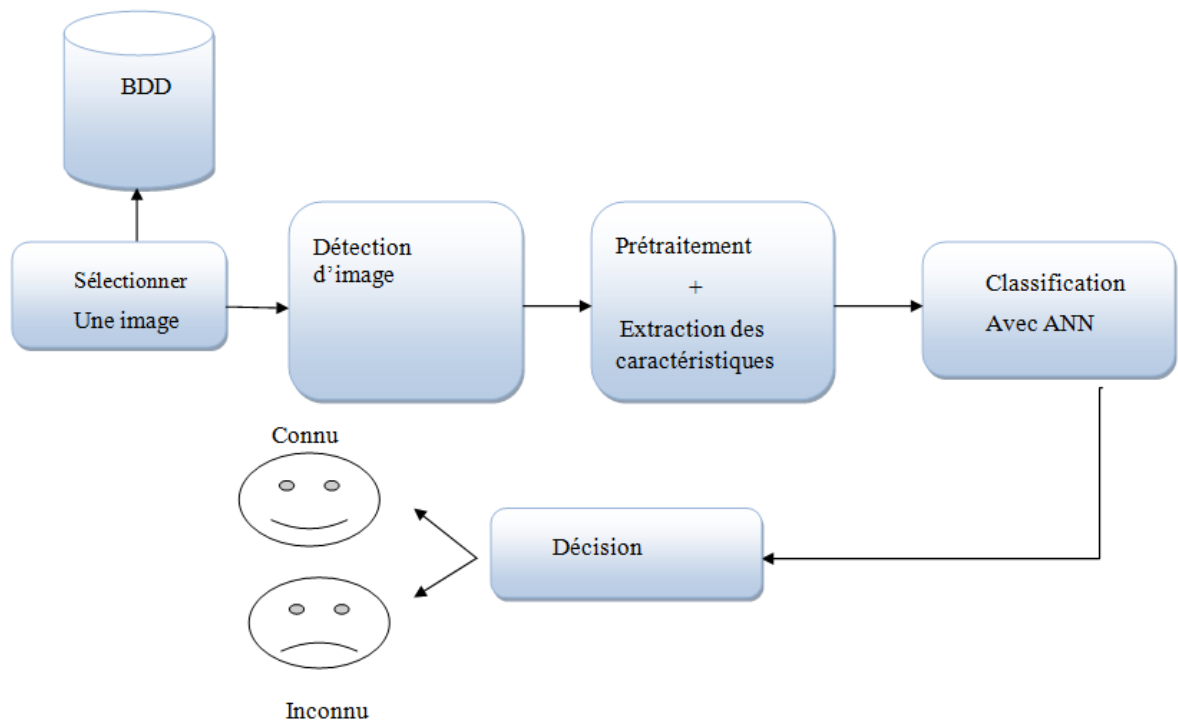 BDD
Sélectionner
Une image
Détection
d’image
Prétraitement
+
Extraction des
caractéristiques
Classification
Avec ANN
Connu
Décision
Inconnu